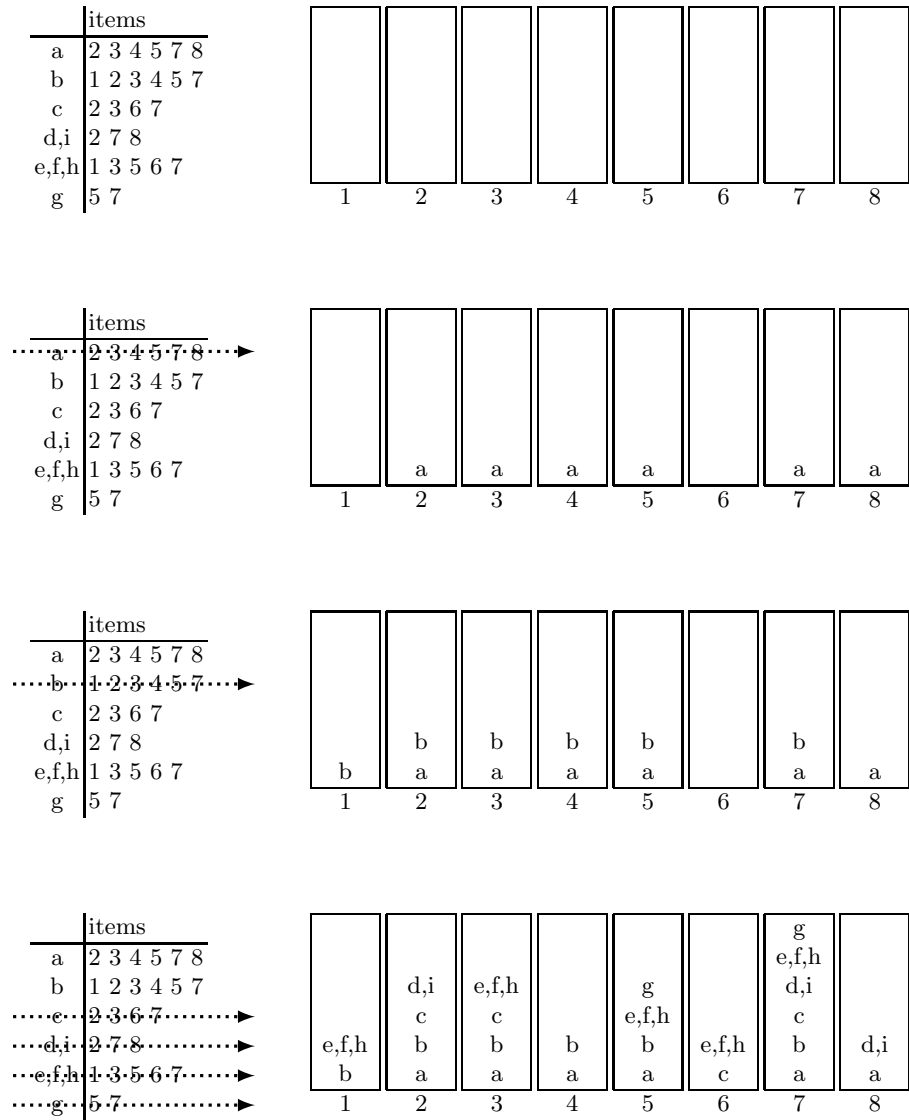 items
a 2 3 4 5 7 8
b 1 2 3 4 5 7
c 2 3 6 7
d,i 2 7 8
e,f,h 1 3 5 6 7
g 5 7
1 2 3 4 5 6 7 8
items
a 2 3 4 5 7 8
b 1 2 3 4 5 7
c 2 3 6 7
d,i 2 7 8
e,f,h 1 3 5 6 7
g 5 7
a a a a a a
1 2 3 4 5 6 7 8
items
a 2 3 4 5 7 8
b 1 2 3 4 5 7
c 2 3 6 7
d,i 2 7 8
e,f,h 1 3 5 6 7
g 5 7
b b b b b
b a a a a a a
1 2 3 4 5 6 7 8
items
a 2 3 4 5 7 8
b 1 2 3 4 5 7
c 2 3 6 7
d,i 2 7 8
e,f,h 1 3 5 6 7
g 5 7
g
e,f,h
d,i e,f,h g d,i
c c e,f,h c
e,f,h b b b b e,f,h b d,i
b a a a a c a a
1 2 3 4 5 6 7 8